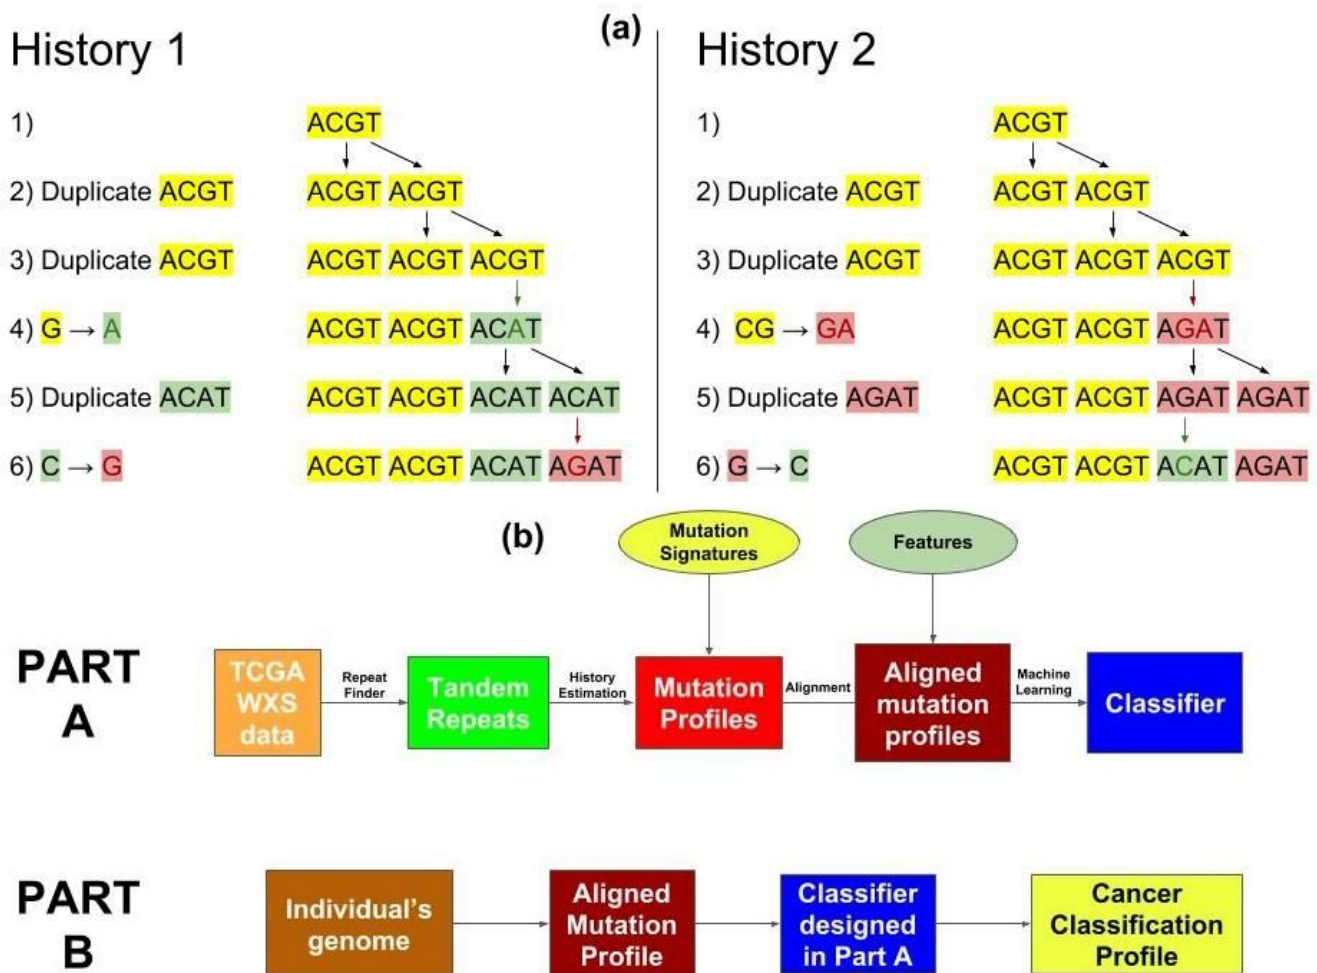 (a)
History 1
1) ACGT
2) Duplicate ACGT ACGT ACGT
3) Duplicate ACGT ACGT ACGT ACGT
4) G → A ACGT ACGT ACAT
5) Duplicate ACAT ACGT ACGT ACAT ACAT
6) C → G ACGT ACGT ACAT AGAT
History 2
1) ACGT
2) Duplicate ACGT ACGT ACGT
3) Duplicate ACGT ACGT ACGT ACGT
4) CG → GA ACGT ACGT AGAT
5) Duplicate AGAT ACGT ACGT AGAT AGAT
6) G → C ACGT ACGT ACAT AGAT
(b)
Mutation
Signatures
Features
PART
A
TCGA
WXS
data
Repeat
Finder
Tandem
Repeats
History
Estimation
Mutation
Profiles
Alignment
Aligned
mutation
profiles
Machine
Learning
Classifier
PART
B
Individual's
genome
Aligned
Mutation
Profile
Classifier
designed
in Part A
Cancer
Classification
Profile